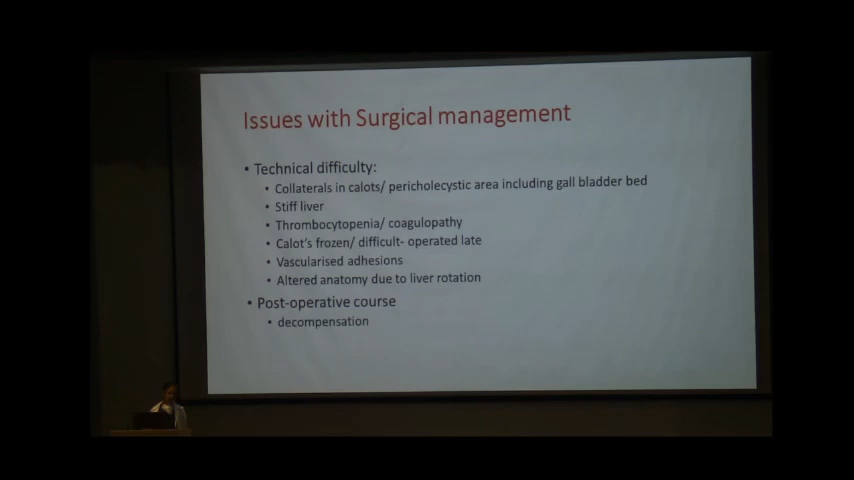 Issues with Surgical management
• Technical difficulty:
• Collaterals in calots/ pericholecystic area including gall bladder bed
• Stiff liver
• Thrombocytopenia/ coagulopathy
• Calot's frozen/ difficult- operated late
• Vascularised adhesions
• Altered anatomy due to liver rotation
• Post-operative course
• decompensation